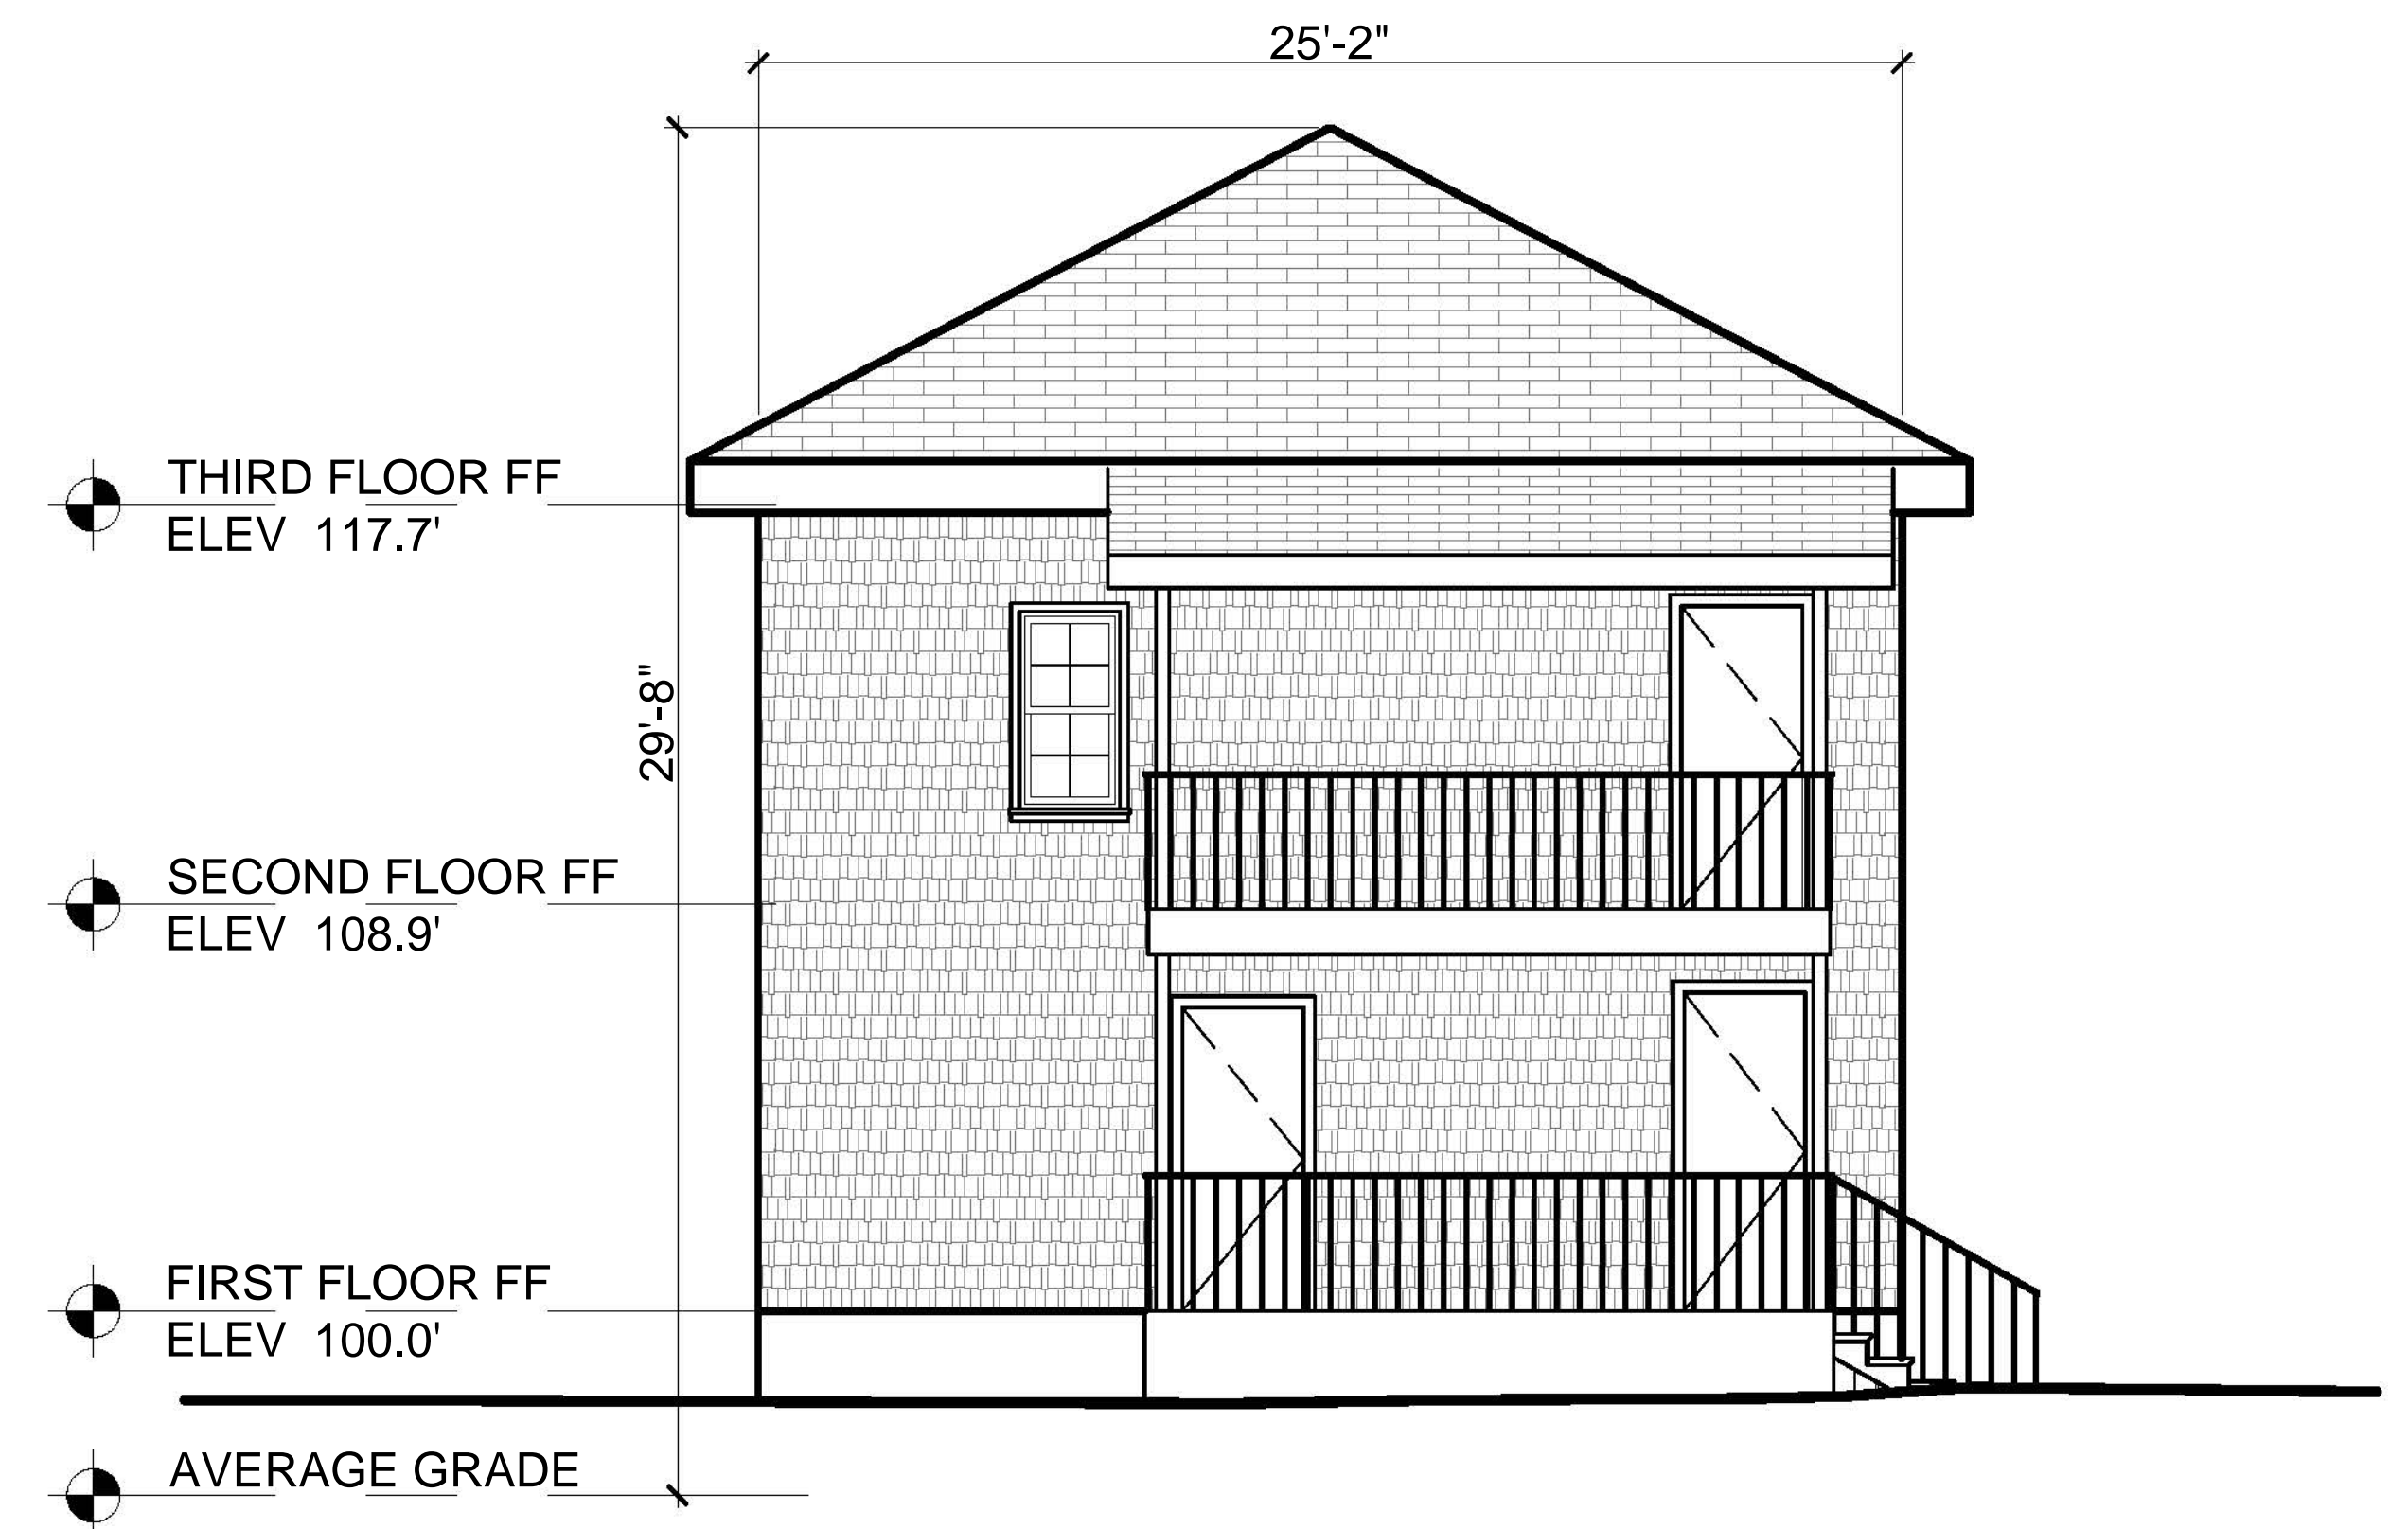 25'-2"
THIRD FLOOR FF
ELEV 117.7'
29'-8"
SECOND FLOOR FF
ELEV 108.9'
FIRST FLOOR FF
ELEV 100.0'
AVERAGE GRADE